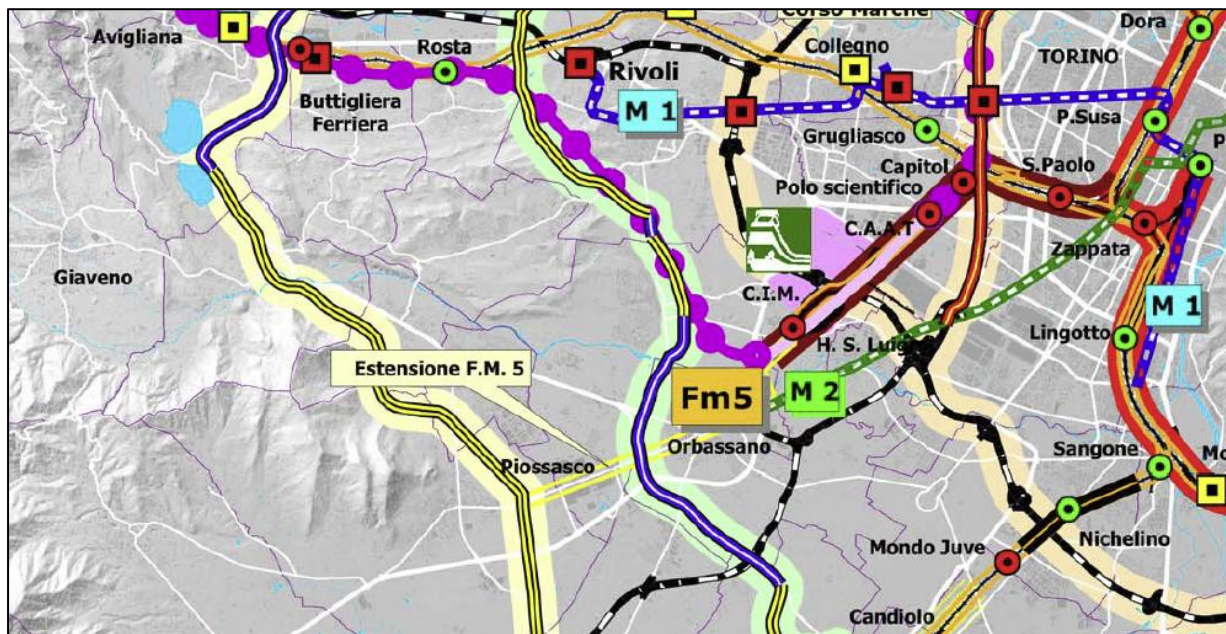 Corso Marche
Dora
Avigliana
Rosta
Collegno
TORINO
Rivoli
Buttigliera
Ferriera
M 1
P.Susa
Grugliasco
Capitol
S.Paolo
Polo scientifico
C.A.A.T
Zappata
Giaveno
C.I.M.
M 1
Lingotto
H. S. Luigi
Estensione F.M. 5
Fm5
M 2
Orbassano
Sangone
Piossasco
Mondo Juve
Nichelino
Candiolo